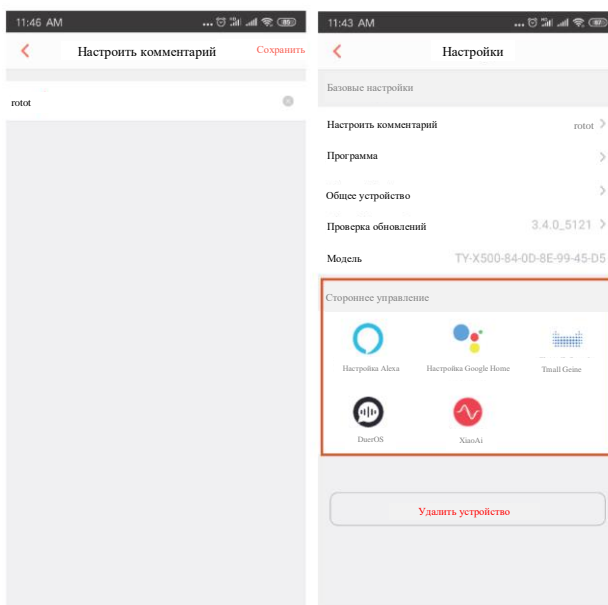 11:46 AM
85
Настроить комментарий
Сохранить
rotot
11:43 AM
Настройки
Базовые настройки
Настроить комментарий
rotot
Программа
Общее устройство
Проверка обновлений
3.4.0_5121
Модель
TY-X500-84-0D-8E-99-45-D5
Стороннее управление
Настройка Alexa
Настройка Google Home
Tmall Geine
DuerOS
XiaoAi
Удалить устройство